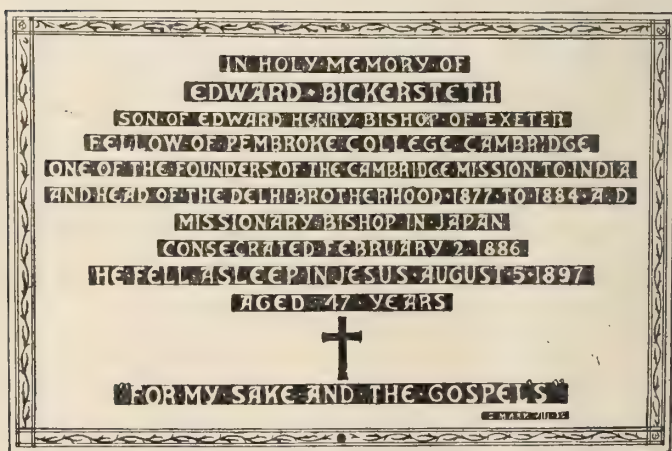 IN HOLY MEMORY OF
EDWARD BICKERSTETH
SON OF EDWARD HENRY BISHOP OF EXETER
FELLOW OF PEMBROKE COLLEGE CAMBRIDGE
ONE OF THE FOUNDERS OF THE CAMBRIDGE MISSION TO INDIA
AND HEAD OF THE DELHI BROTHERHOOD · 1877 TO 1884 · A.D.
MISSIONARY BISHOP IN JAPAN
CONSECRATED FEBRUARY 2 1886
HE FELL ASLEEP IN JESUS AUGUST 5 1897
AGED 47 YEARS
"FOR MY SAKE AND THE GOSPEL'S"
S MARK VIII 35